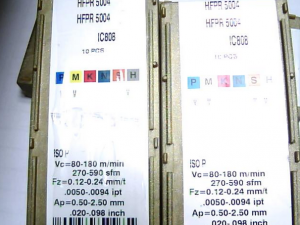 HFPR 5004
HFPR 5004
IC808
10 PCS
P M K N S H
ISO P
Vc=80-180 m/min
270-590 sfm
Fz=0.12-0.24 mm/t
.0050-.0094 ipt
Ap=0.50-2.50 mm
.020-.098 inch
HFPR 5004
HFPR 5004
IC808
10 PCS
P M K N S H
ISO P
Vc=80-180 m/min
270-590 sfm
Fz=0.12-0.24 mm/t
.0050-.0094 ipt
Ap=0.50-2.50 mm
.020-.098 inch